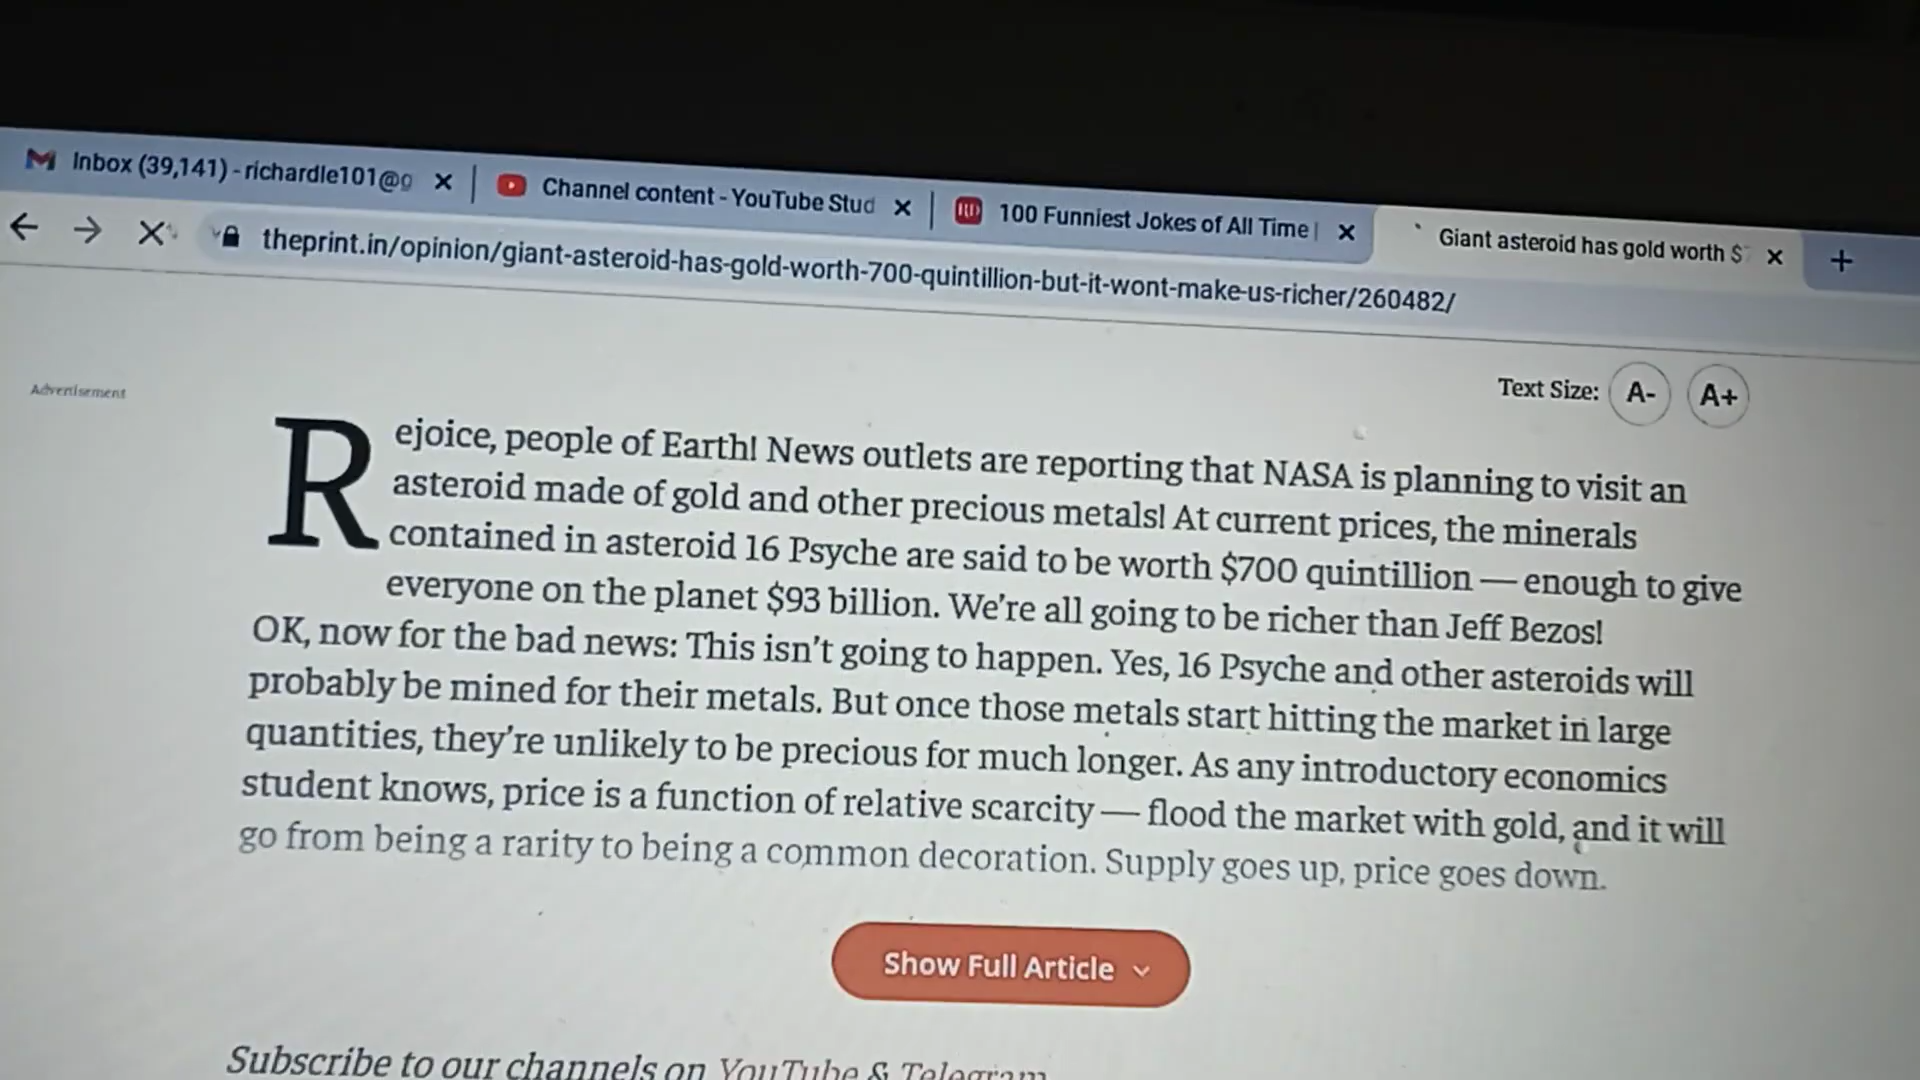 Inbox (39,141) - richardle101@g
Channel content - YouTube Stud
100 Funniest Jokes of All Time |
Giant asteroid has gold worth $
theprint.in/opinion/giant-asteroid-has-gold-worth-700-quintillion-but-it-wont-make-us-richer/260482/
Text Size: A- A+
Advertisement
Rejoice, people of Earth! News outlets are reporting that NASA is planning to visit an
asteroid made of gold and other precious metals! At current prices, the minerals
contained in asteroid 16 Psyche are said to be worth $700 quintillion — enough to give
everyone on the planet $93 billion. We're all going to be richer than Jeff Bezos!
OK, now for the bad news: This isn't going to happen. Yes, 16 Psyche and other asteroids will
probably be mined for their metals. But once those metals start hitting the market in large
quantities, they're unlikely to be precious for much longer. As any introductory economics
student knows, price is a function of relative scarcity — flood the market with gold, and it will
go from being a rarity to being a common decoration. Supply goes up, price goes down.
Show Full Article
Subscribe to our channels on YouTube & Telegram